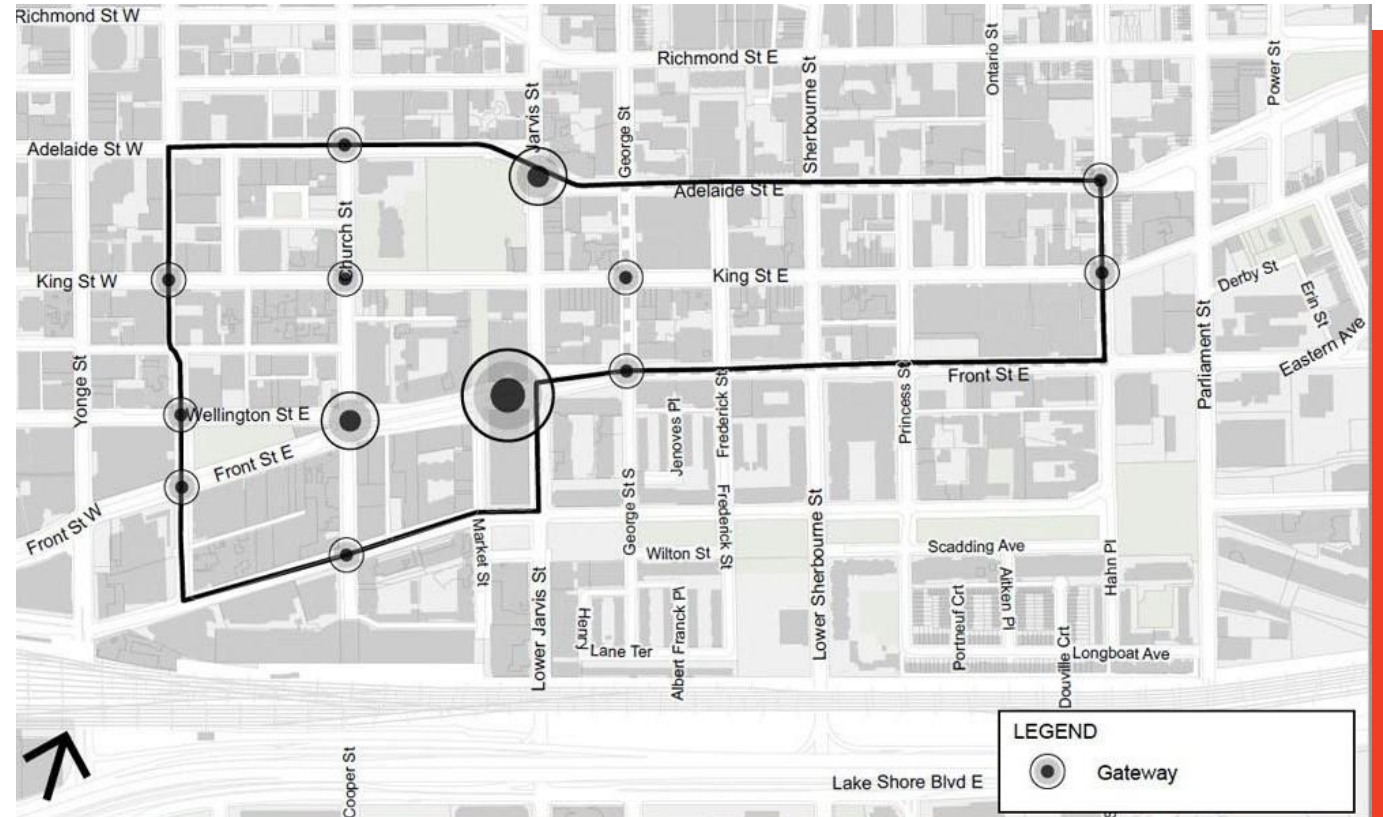 Richmond St W
Richmond St E
Ontario St
Power St
Jarvis St
George St
Sherbourne St
Adelaide St W
Adelaide St E
Church St
King St W
King St E
Derby St
Erin St
Eastern Ave
Parliament St
Yonge St
Wellington St E
Front St E
Front St W
Front St E
Princess St
Frederick St
Jenoves Pl
George St S
Frederick St
Market St
Wilton St
Scadding Ave
Aitken Pl
Hahn Pl
Portneuf Crt
Lower Sherbourne St
Lower Jarvis St
Henry
Lane Ter
Albert Franck Pl
Douville Crt
Longboat Ave
Cooper St
Lake Shore Blvd E
LEGEND
Gateway